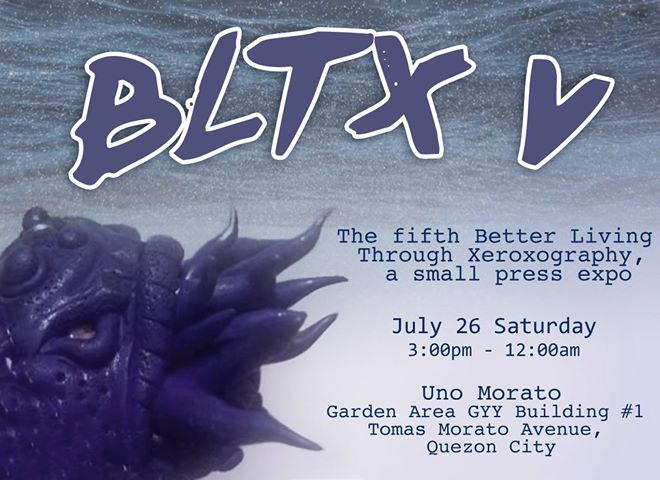 BLTX V
The fifth Better Living
Through Xeroxography,
a small press expo
July 26 Saturday
3:00pm - 12:00am
Uno Morato
Garden Area GYY Building #1
Tomas Morato Avenue,
Quezon City